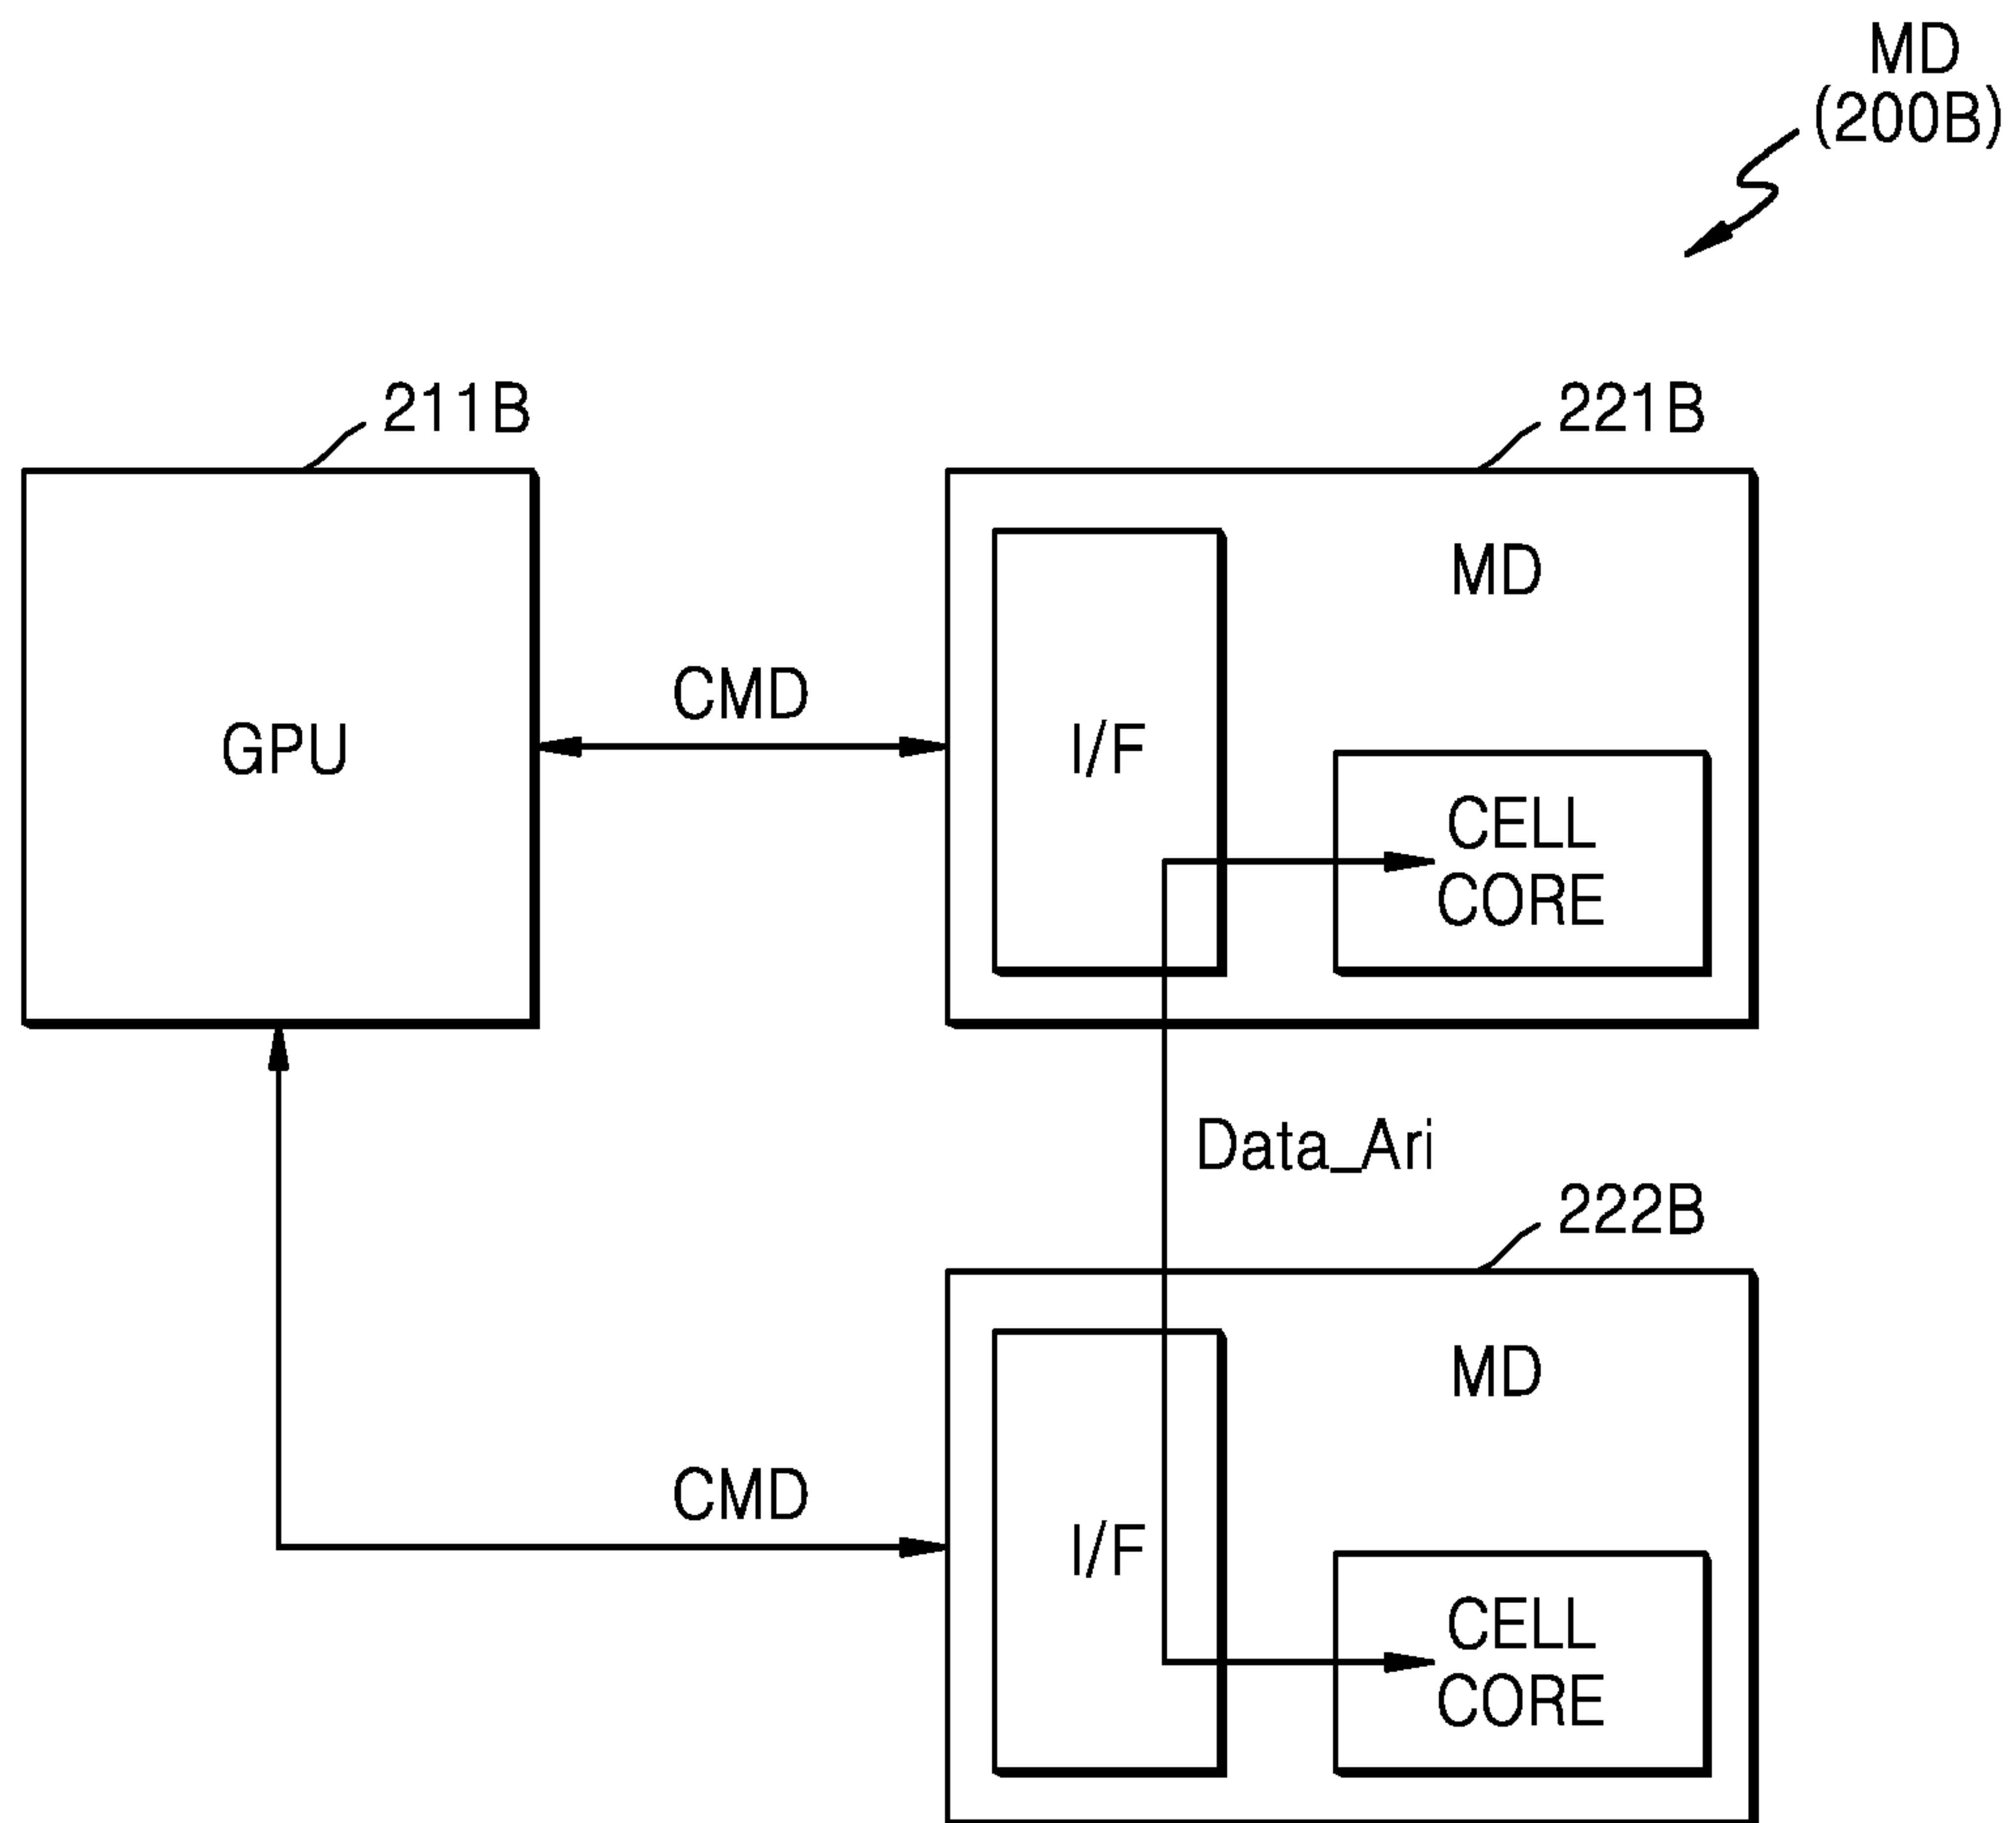 MD
(200B)
211B
221B
GPU
CMD
I/F
MD
CELL
CORE
Data_Ari
222B
CMD
I/F
MD
CELL
CORE